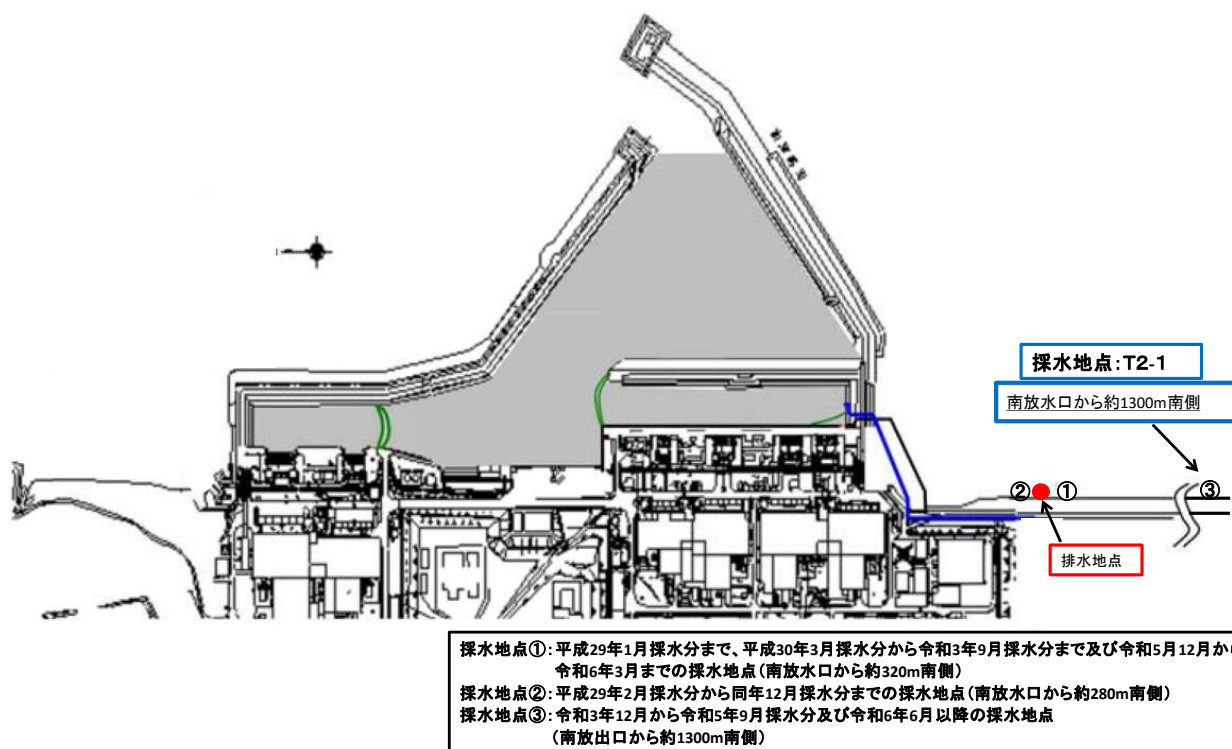 採水地点:T2-1
南放水口から約1300m南側
② ① ③
排水地点
採水地点①:平成29年1月採水分まで、平成30年3月採水分から令和3年9月採水分まで及び令和5月12月から
令和6年3月までの採水地点(南放水口から約320m南側)
採水地点②:平成29年2月採水分から同年12月採水分までの採水地点(南放水口から約280m南側)
採水地点③:令和3年12月から令和5年9月採水分及び令和6年6月以降の採水地点
(南放出口から約1300m南側)